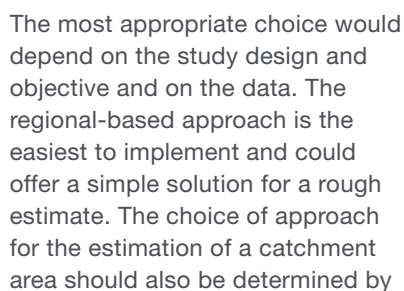 The most appropriate choice would
depend on the study design and
objective and on the data. The
regional-based approach is the
easiest to implement and could
offer a simple solution for a rough
estimate. The choice of approach
for the estimation of a catchment
area should also be determined by